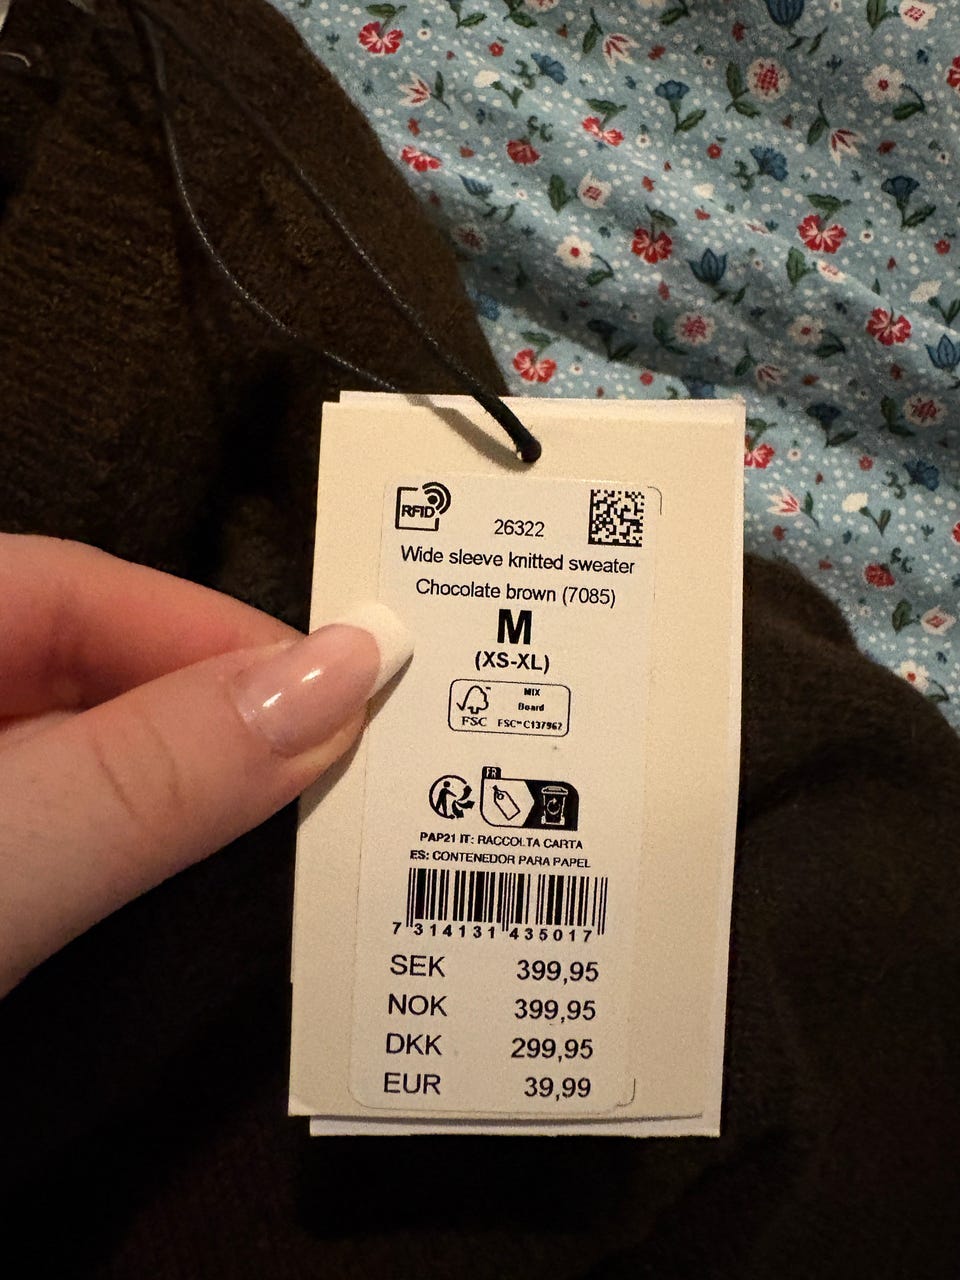 RFID
26322
Wide sleeve knitted sweater
Chocolate brown (7085)
M
(XS-XL)
FSC
MIX
Board
FSC™ C137962
FR
PAP21 IT: RACCOLTA CARTA
ES: CONTENEDOR PARA PAPEL
7 314131 435017
SEK 399,95
NOK 399,95
DKK 299,95
EUR 39,99